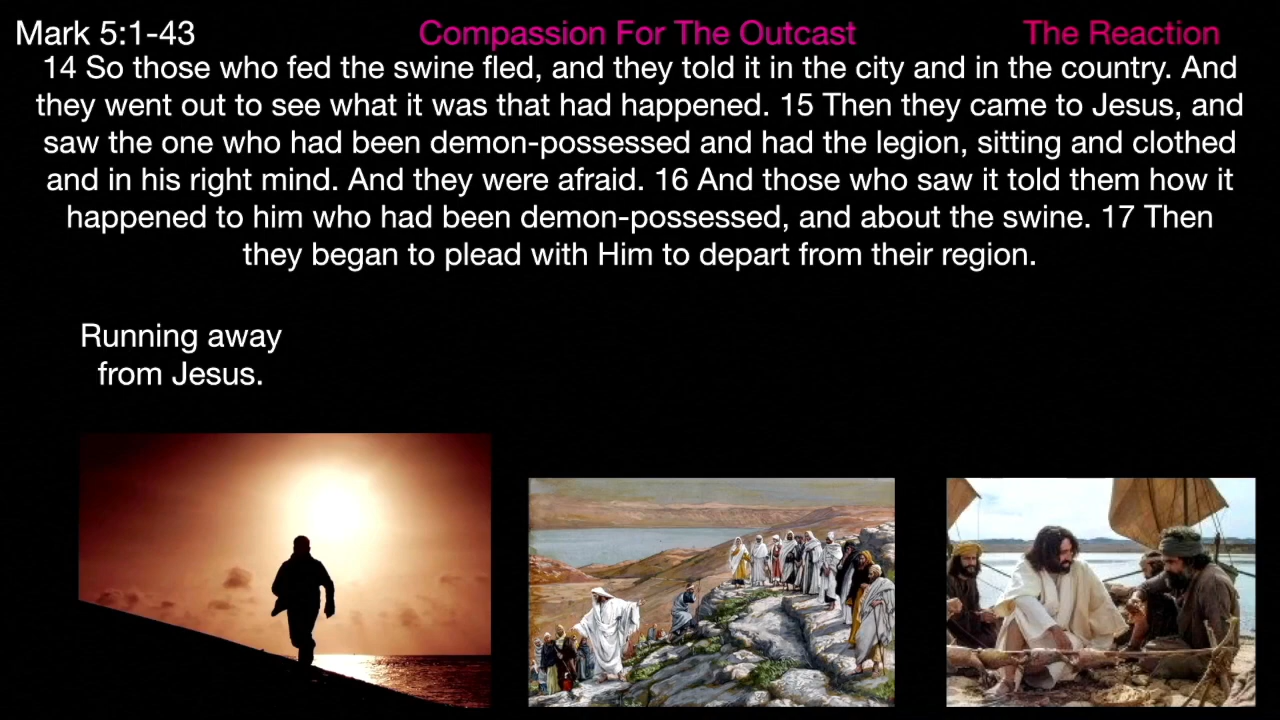 Mark 5:1-43 Compassion For The Outcast The Reaction
14 So those who fed the swine fled, and they told it in the city and in the country. And
they went out to see what it was that had happened. 15 Then they came to Jesus, and
saw the one who had been demon-possessed and had the legion, sitting and clothed
and in his right mind. And they were afraid. 16 And those who saw it told them how it
happened to him who had been demon-possessed, and about the swine. 17 Then
they began to plead with Him to depart from their region.
Running away
from Jesus.